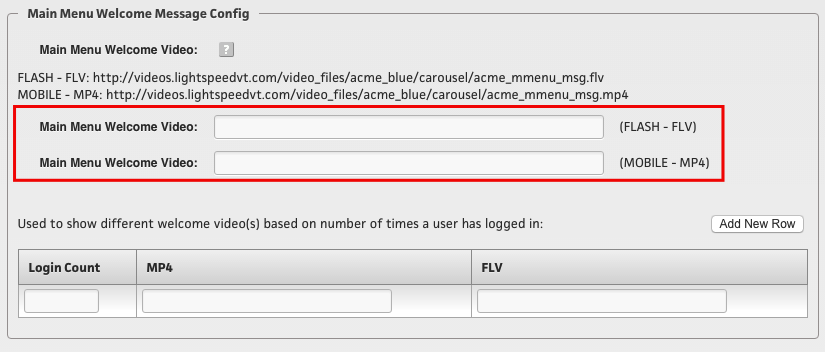 Main Menu Welcome Message Config
Main Menu Welcome Video: ?
FLASH - FLV: http://videos.lightspeedvt.com/video_files/acme_blue/carousel/acme_mmenu_msg.flv
MOBILE - MP4: http://videos.lightspeedvt.com/video_files/acme_blue/carousel/acme_mmenu_msg.mp4
Main Menu Welcome Video: (FLASH - FLV)
Main Menu Welcome Video: (MOBILE - MP4)
Used to show different welcome video(s) based on number of times a user has logged in: Add New Row
Login Count MP4 FLV